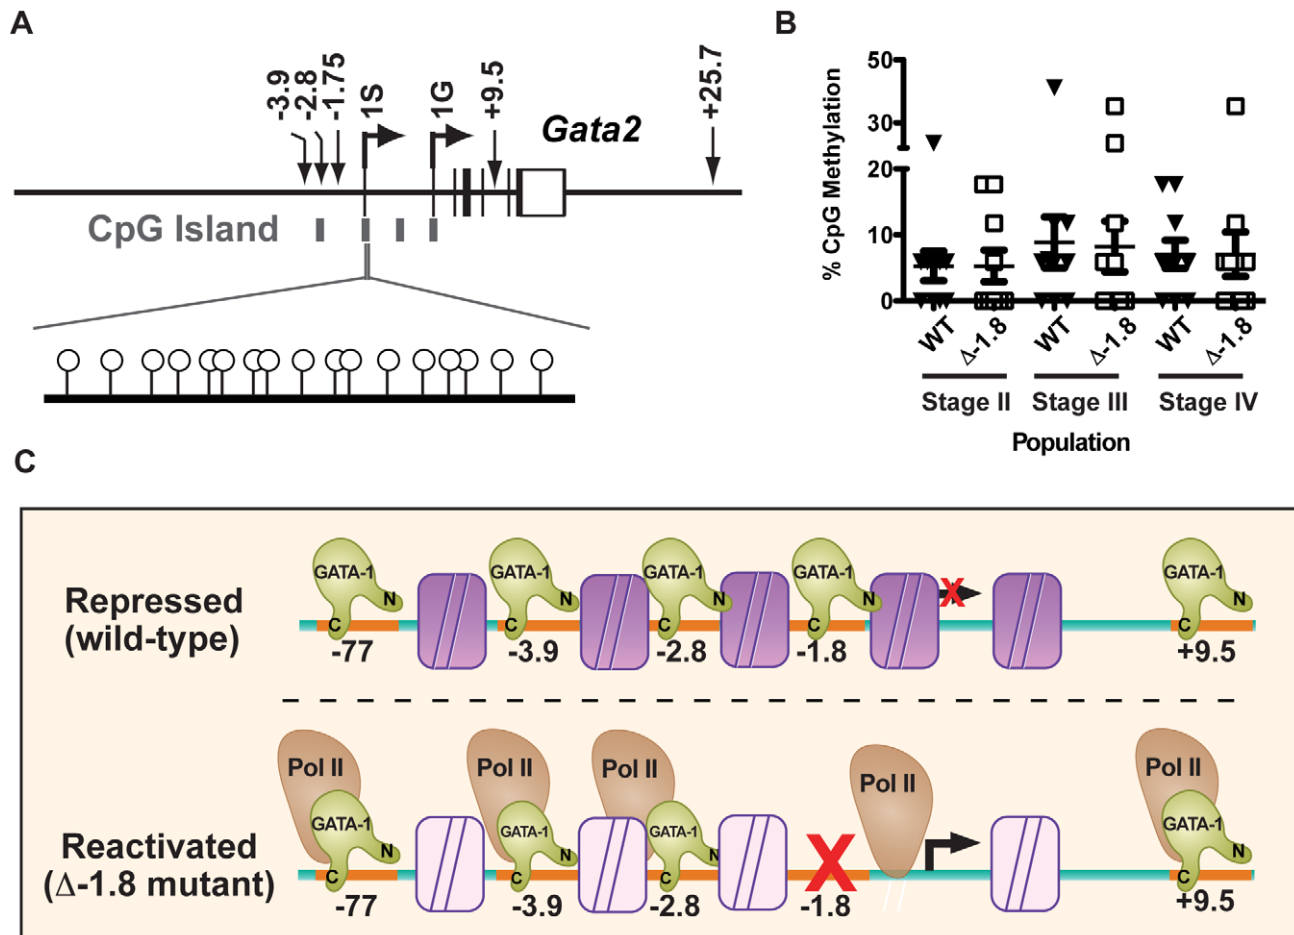 A
-3.9
-2.8
-1.75
1S
1G
+9.5
Gata2
+25.7
CpG Island
B
% CpG Methylation
50
30
20
10
0
WT
Δ-1.8
WT
Δ-1.8
WT
Δ-1.8
Stage II
Stage III
Stage IV
Population
C
Repressed
(wild-type)
GATA-1
N
C
-77
GATA-1
N
C
-3.9
GATA-1
C
-2.8
GATA-1
N
C
-1.8
X
GATA-1
N
C
+9.5
Reactivated
(Δ-1.8 mutant)
Pol II
GATA-1
N
C
-77
Pol II
GATA-1
N
C
-3.9
Pol II
GATA-1
N
C
-2.8
X
-1.8
Pol II
Pol II
GATA-1
N
C
+9.5